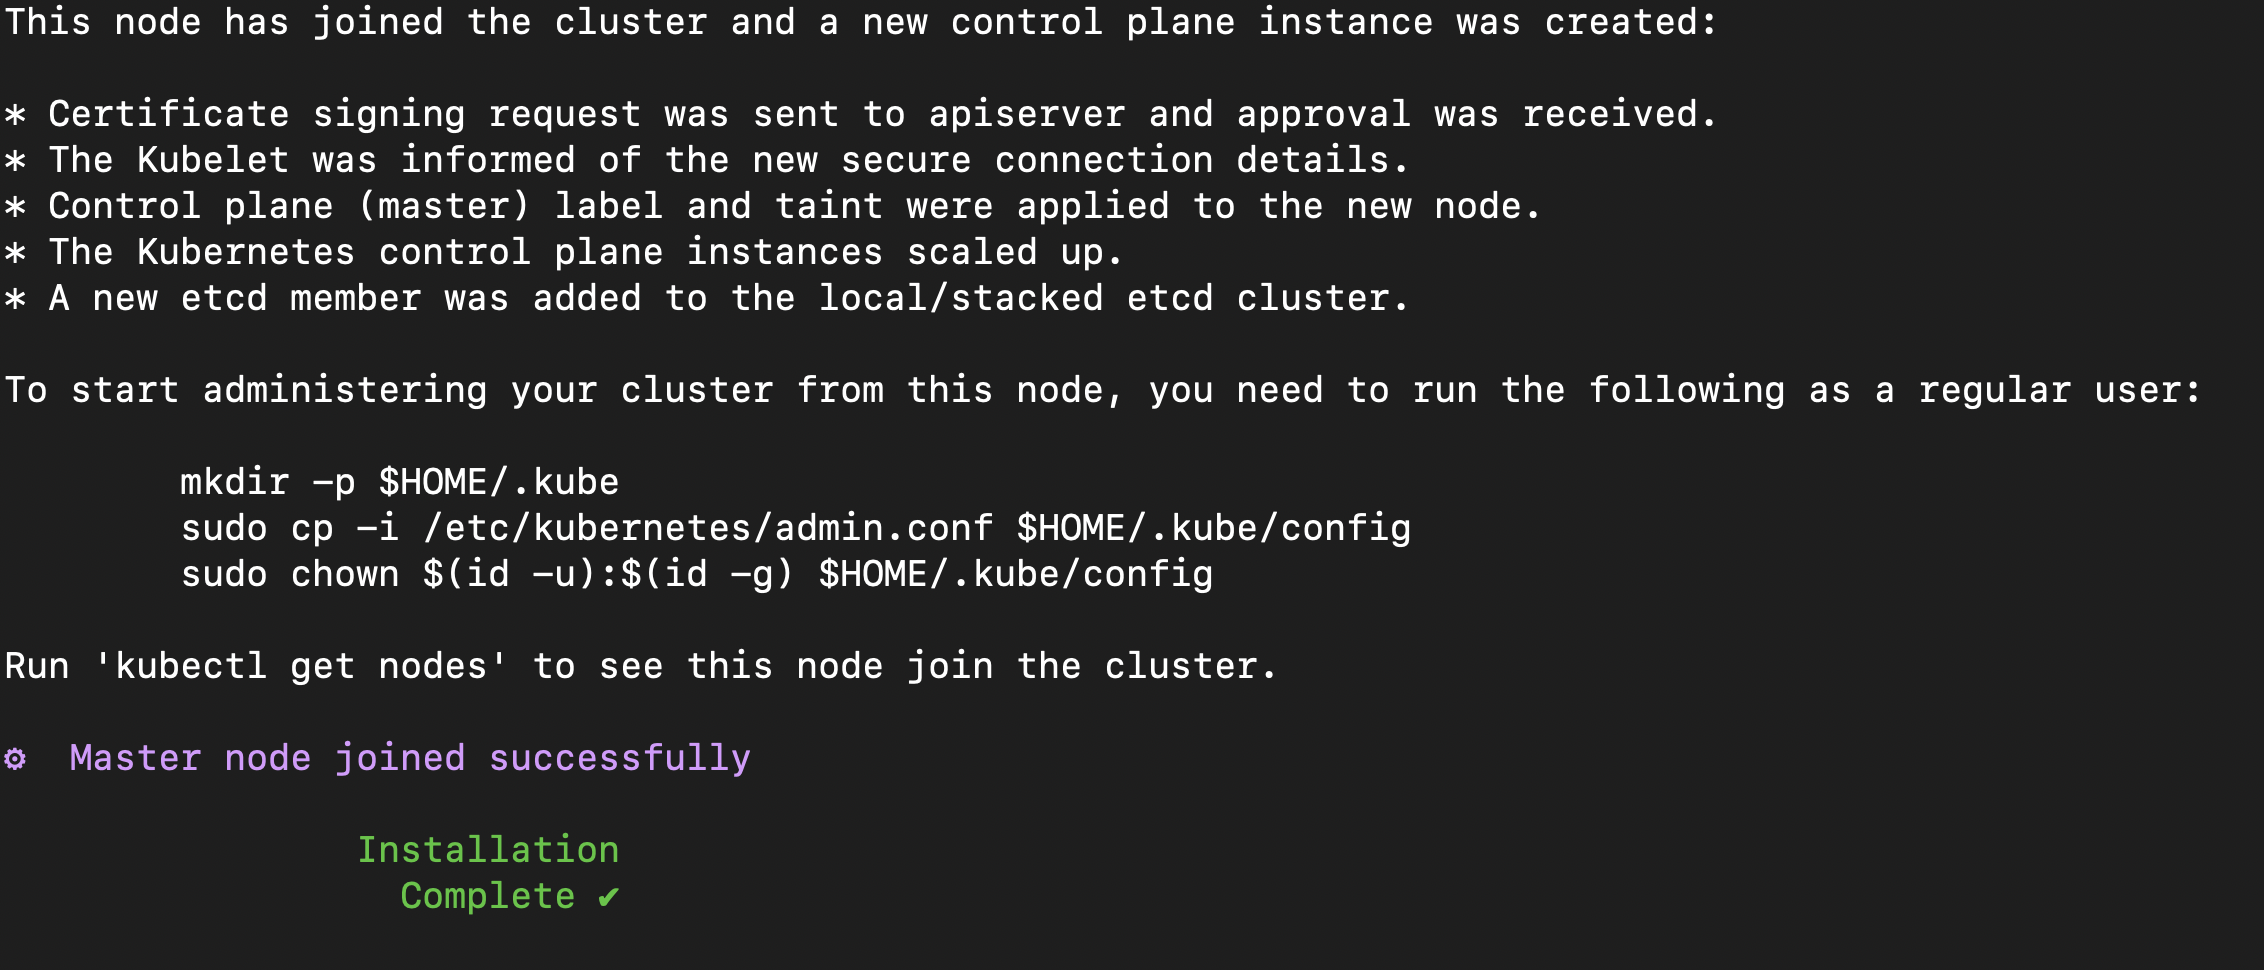 This node has joined the cluster and a new control plane instance was created:
* Certificate signing request was sent to apiserver and approval was received.
* The Kubelet was informed of the new secure connection details.
* Control plane (master) label and taint were applied to the new node.
* The Kubernetes control plane instances scaled up.
* A new etcd member was added to the local/stacked etcd cluster.
To start administering your cluster from this node, you need to run the following as a regular user:
mkdir -p $HOME/.kube
sudo cp -i /etc/kubernetes/admin.conf $HOME/.kube/config
sudo chown $(id -u):$(id -g) $HOME/.kube/config
Run 'kubectl get nodes' to see this node join the cluster.
⚙ Master node joined successfully
Installation
Complete ✔